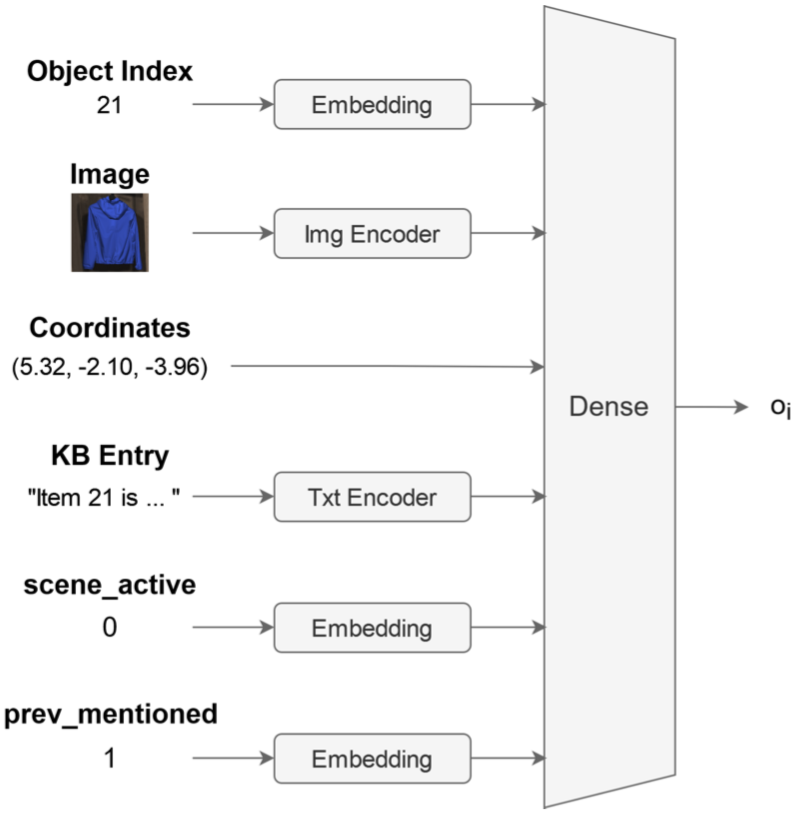 Object Index
21
Embedding
Image
Img Encoder
Coordinates
(5.32, -2.10, -3.96)
Dense
oi
KB Entry
"Item 21 is ... "
Txt Encoder
scene_active
0
Embedding
prev_mentioned
1
Embedding